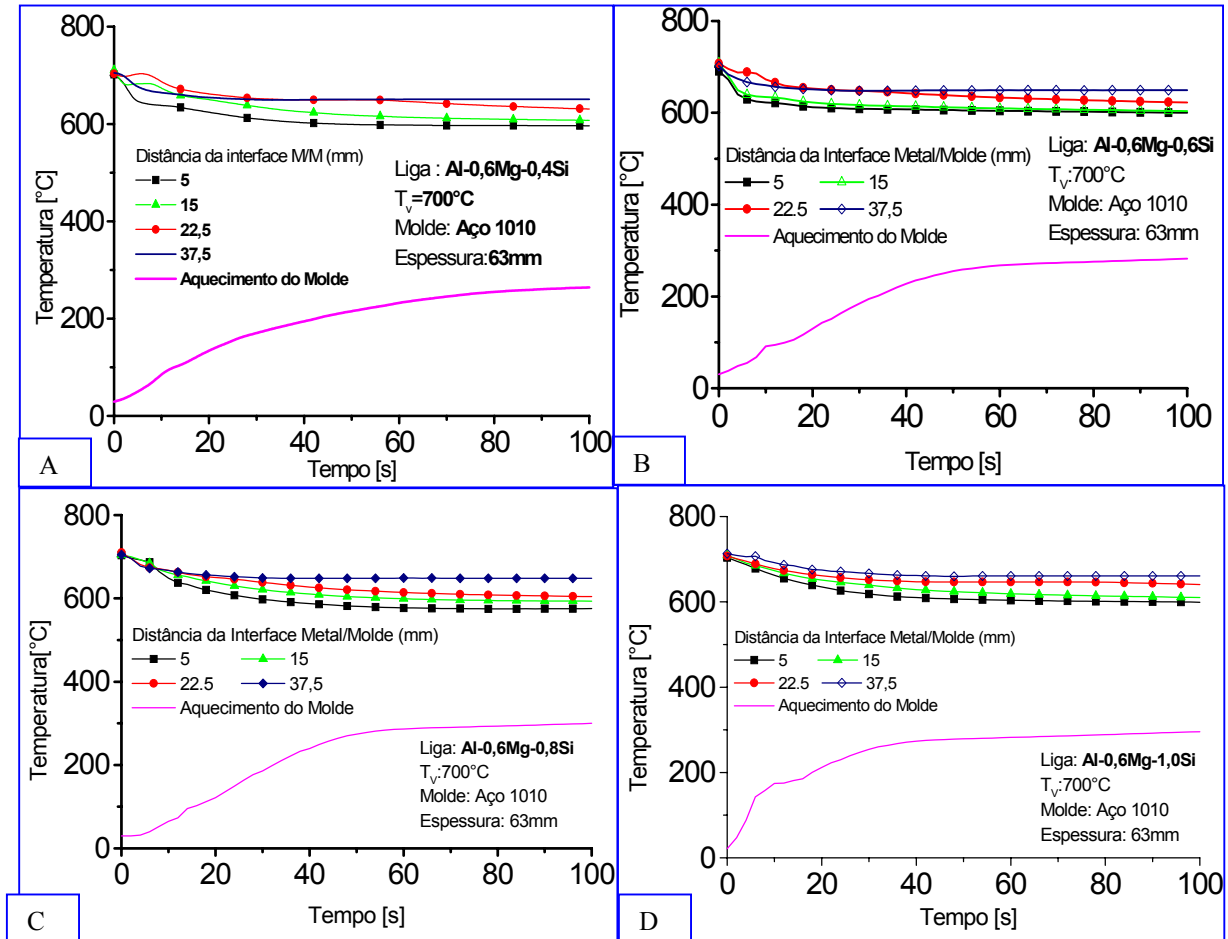 800
600
400
200
0
0
20
40
60
80
100
Temperatura [°C]
Tempo [s]
Distância da interface M/M (mm)
5
15
22,5
37,5
Aquecimento do Molde
Liga : Al-0,6Mg-0,4Si
Tv=700°C
Molde: Aço 1010
Espessura:63mm
A
800
600
400
200
0
0
20
40
60
80
100
Temperatura [°C]
Tempo [s]
Distância da Interface Metal/Molde (mm)
5 15
22.5 37,5
Aquecimento do Molde
Liga: Al-0,6Mg-0,6Si
Tv:700°C
Molde: Aço 1010
Espessura: 63mm
B
800
600
400
200
0
0
20
40
60
80
100
Temperatura[°C]
Tempo [s]
Distância da Interface Metal/Molde (mm)
5 15
22.5 37,5
Aquecimento do Molde
Liga: Al-0,6Mg-0,8Si
Tv:700°C
Molde: Aço 1010
Espessura: 63mm
C
800
600
400
200
0
0
20
40
60
80
100
Temperatura [°C]
Tempo [s]
Distância da Interface Metal/Molde (mm)
5 15
22.5 37,5
Aquecimento do Molde
Liga: Al-0,6Mg-1,0Si
Tv:700°C
Molde: Aço 1010
Espessura: 63mm
D